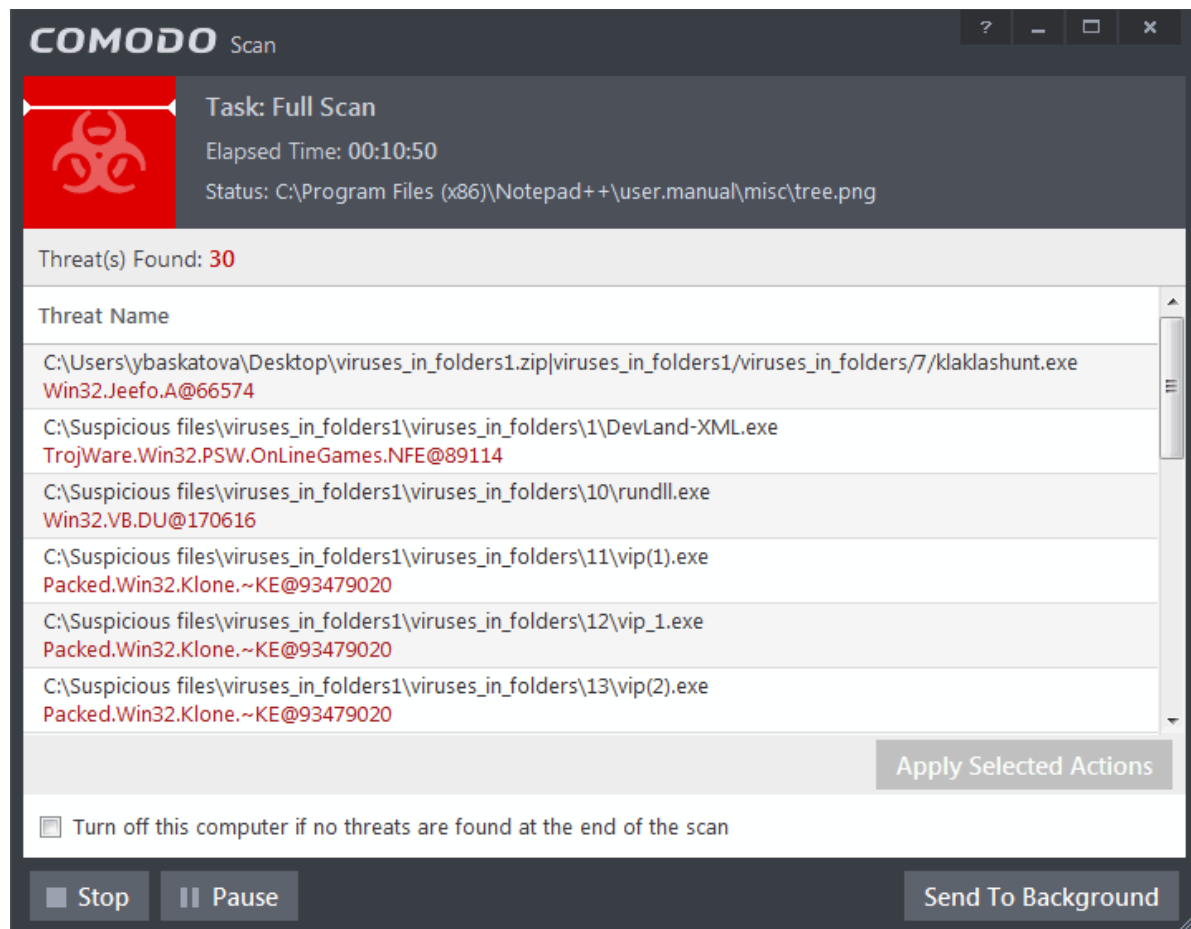 COMODO Scan
?
Task: Full Scan
Elapsed Time: 00:10:50
Status: C:\Program Files (x86)\Notepad++\user.manual\misc\tree.png
Threat(s) Found: 30
Threat Name
C:\Users\ybaskatova\Desktop\viruses_in_folders1.zip|viruses_in_folders1/viruses_in_folders/7/klaklashunt.exe
Win32.Jeefo.A@66574
C:\Suspicious files\viruses_in_folders1\viruses_in_folders\1\DevLand-XML.exe
TrojWare.Win32.PSW.OnLineGames.NFE@89114
C:\Suspicious files\viruses_in_folders1\viruses_in_folders\10\rundll.exe
Win32.VB.DU@170616
C:\Suspicious files\viruses_in_folders1\viruses_in_folders\11\vip(1).exe
Packed.Win32.Klone.~KE@93479020
C:\Suspicious files\viruses_in_folders1\viruses_in_folders\12\vip_1.exe
Packed.Win32.Klone.~KE@93479020
C:\Suspicious files\viruses_in_folders1\viruses_in_folders\13\vip(2).exe
Packed.Win32.Klone.~KE@93479020
Apply Selected Actions
Turn off this computer if no threats are found at the end of the scan
Stop
Pause
Send To Background